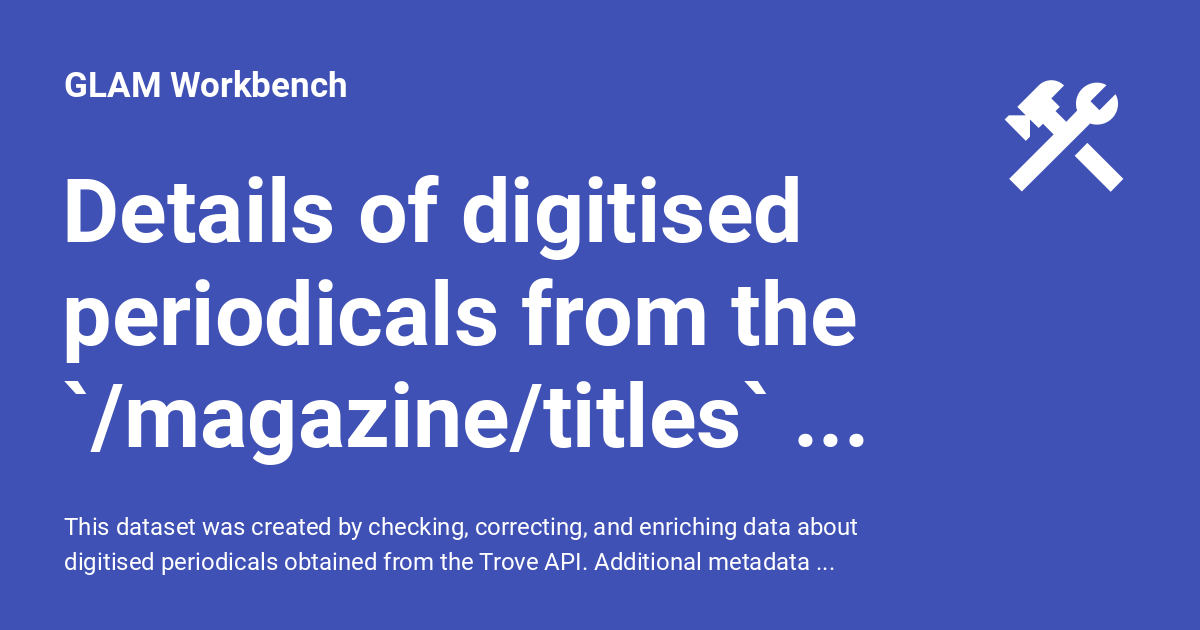 GLAM Workbench
Details of digitised
periodicals from the
`/magazine/titles` ...
This dataset was created by checking, correcting, and enriching data about
digitised periodicals obtained from the Trove API. Additional metadata ...